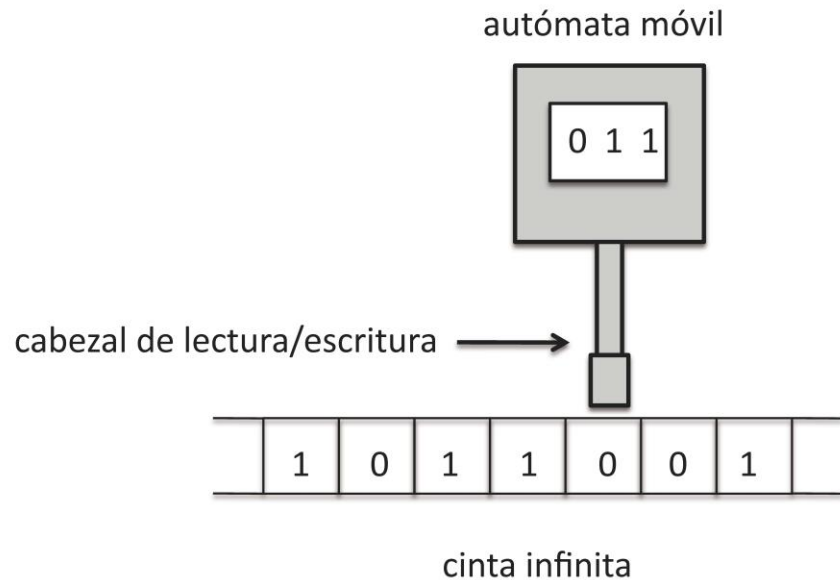 autómata móvil
0 1 1
cabezal de lectura/escritura
1 0 1 1 0 0 1
cinta infinita